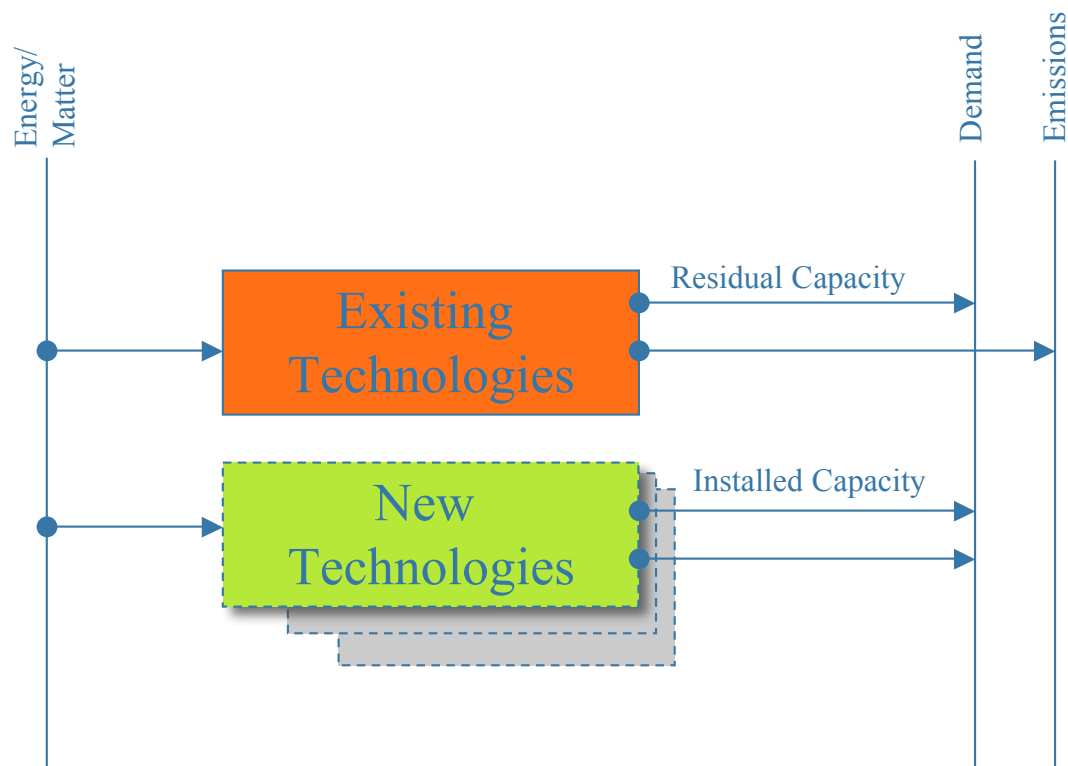 Energy/
Matter
Demand
Emissions
Residual Capacity
Existing
Technologies
Installed Capacity
New
Technologies